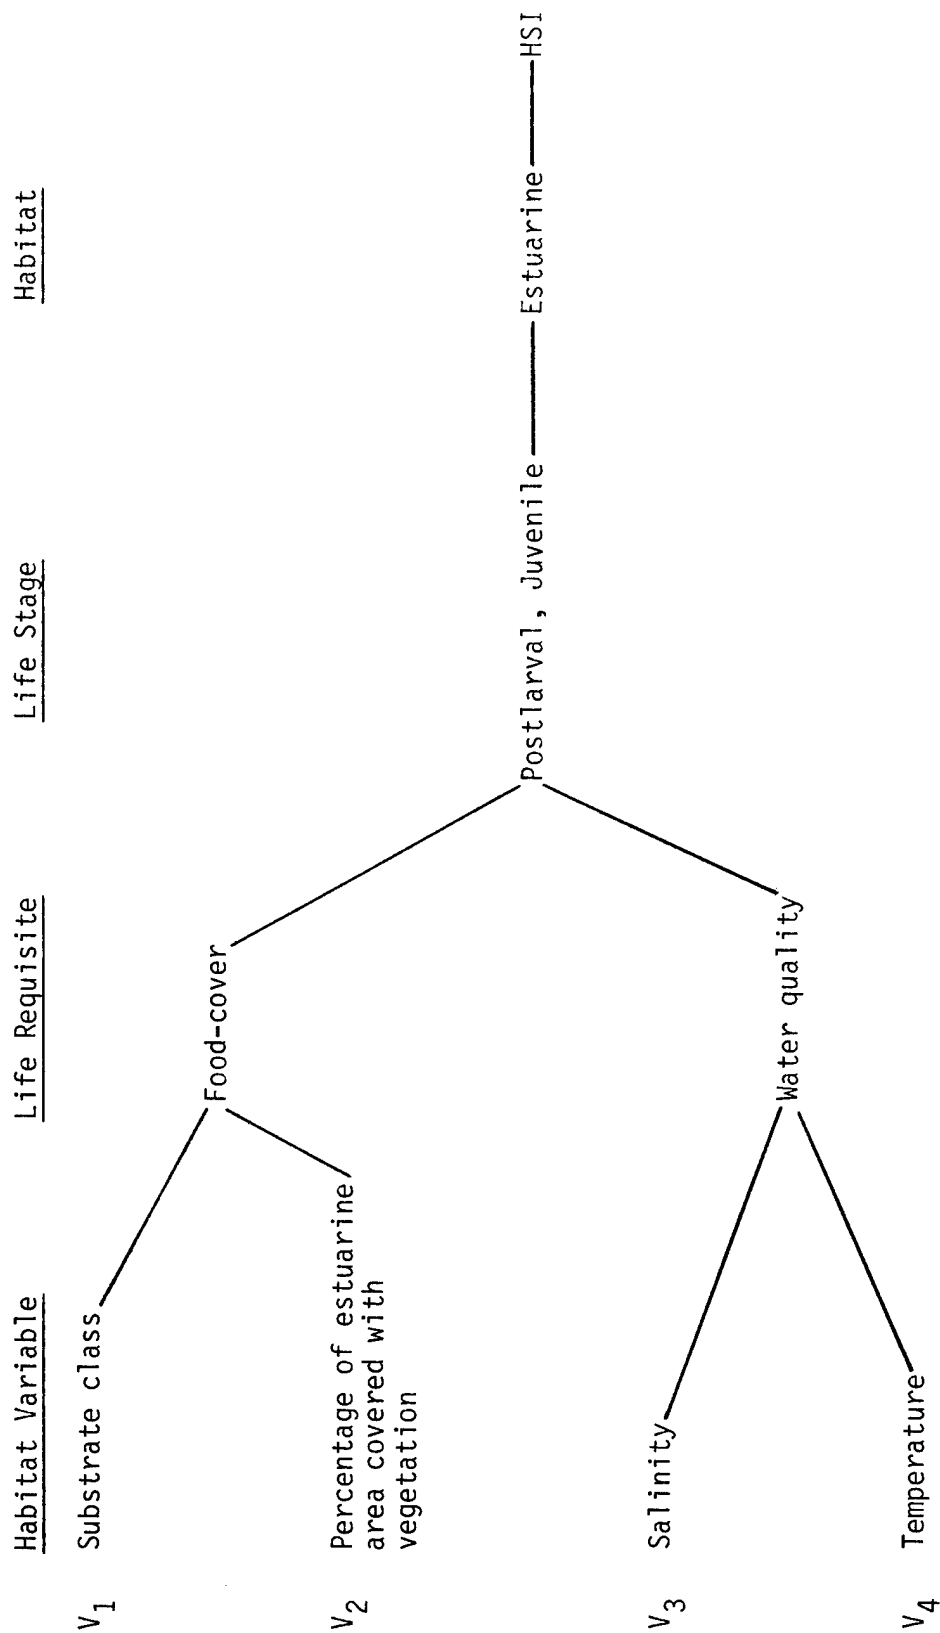 Habitat Variable
Life Requisite
Life Stage
Habitat
V1
Substrate class
Food-cover
V2
Percentage of estuarine
area covered with
vegetation
Postlarval, Juvenile
Estuarine
HSI
V3
Salinity
Water quality
V4
Temperature